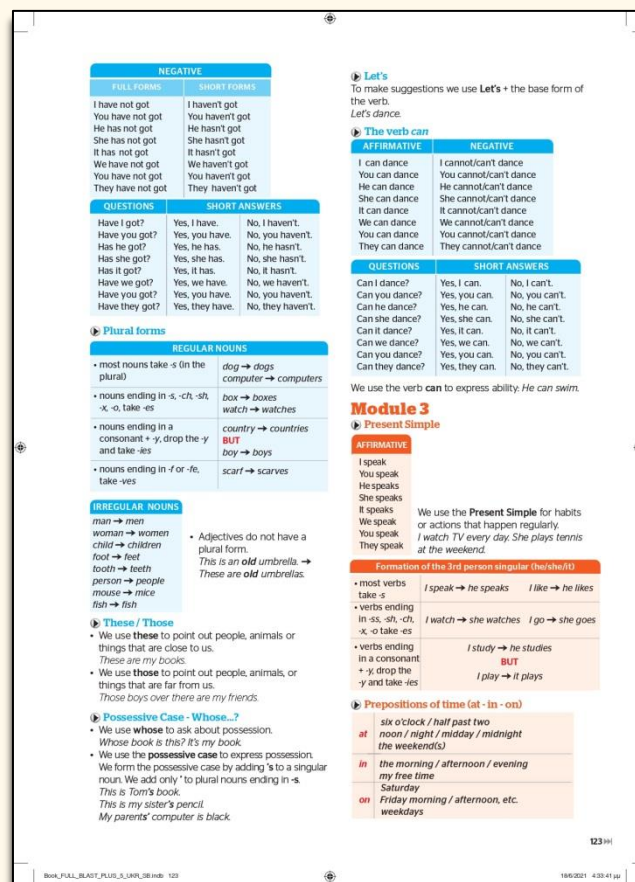 NEGATIVE
FULL FORMS SHORT FORMS
I have not got I haven't got
You have not got You haven't got
He has not got He hasn't got
She has not got She hasn't got
It has not got It hasn't got
We have not got We haven't got
You have not got You haven't got
They have not got They haven't got
QUESTIONS SHORT ANSWERS
Have I got? Yes, I have. No, I haven't.
Have you got? Yes, you have. No, you haven't.
Has he got? Yes, he has. No, he hasn't.
Has she got? Yes, she has. No, she hasn't.
Has it got? Yes, it has. No, it hasn't.
Have we got? Yes, we have. No, we haven't.
Have you got? Yes, you have. No, you haven't.
Have they got? Yes, they have. No, they haven't.
Plural forms
REGULAR NOUNS
• most nouns take -s (in the plural)
dog → dogs
computer → computers
• nouns ending in -s, -ch, -sh,
-x, -o, take -es
box → boxes
watch → watches
• nouns ending in a
consonant + -y, drop the -y
and take -ies
country → countries
BUT
boy → boys
• nouns ending in -f or -fe,
take -ves
scarf → scarves
IRREGULAR NOUNS
man → men
woman → women
child → children
foot → feet
tooth → teeth
person → people
mouse → mice
fish → fish
• Adjectives do not have a
plural form.
This is an old umbrella. →
These are old umbrellas.
These / Those
• We use these to point out people, animals or
things that are close to us.
These are my books.
• We use those to point out people, animals, or
things that are far from us.
Those boys over there are my friends.
Possessive Case - Whose...?
• We use whose to ask about possession.
Whose book is this? It's my book.
• We use the possessive case to express possession.
We form the possessive case by adding 's to a singular
noun. We add only ' to plural nouns ending in -s.
This is Tom's book.
This is my sister's pencil.
My parents' computer is black.
Let's
To make suggestions we use Let's + the base form of
the verb.
Let's dance.
The verb can
AFFIRMATIVE NEGATIVE
I can dance I cannot/can't dance
You can dance You cannot/can't dance
He can dance He cannot/can't dance
She can dance She cannot/can't dance
It can dance It cannot/can't dance
We can dance We cannot/can't dance
You can dance You cannot/can't dance
They can dance They cannot/can't dance
QUESTIONS SHORT ANSWERS
Can I dance? Yes, I can. No, I can't.
Can you dance? Yes, you can. No, you can't.
Can he dance? Yes, he can. No, he can't.
Can she dance? Yes, she can. No, she can't.
Can it dance? Yes, it can. No, it can't.
Can we dance? Yes, we can. No, we can't.
Can you dance? Yes, you can. No, you can't.
Can they dance? Yes, they can. No, they can't.
We use the verb can to express ability: He can swim.
Module 3
Present Simple
AFFIRMATIVE
I speak
You speak
He speaks
She speaks
It speaks
We speak
You speak
They speak
We use the Present Simple for habits
or actions that happen regularly.
I watch TV every day. She plays tennis
at the weekend.
Formation of the 3rd person singular (he/she/it)
• most verbs
take -s
I speak → he speaks I like → he likes
• verbs ending
in -ss, -sh, -ch,
-x, -o take -es
I watch → she watches I go → she goes
• verbs ending
in a consonant
+ -y, drop the
-y and take -ies
I study → he studies
BUT
I play → it plays
Prepositions of time (at - in - on)
at
six o'clock / half past two
noon / night / midday / midnight
the weekend(s)
in
the morning / afternoon / evening
my free time
on
Saturday
Friday morning / afternoon, etc.
weekdays
123
Book_FULL_BLAST_PLUS_5_UKR_SB.indb 123
18/6/2021 4:33:41 μμ